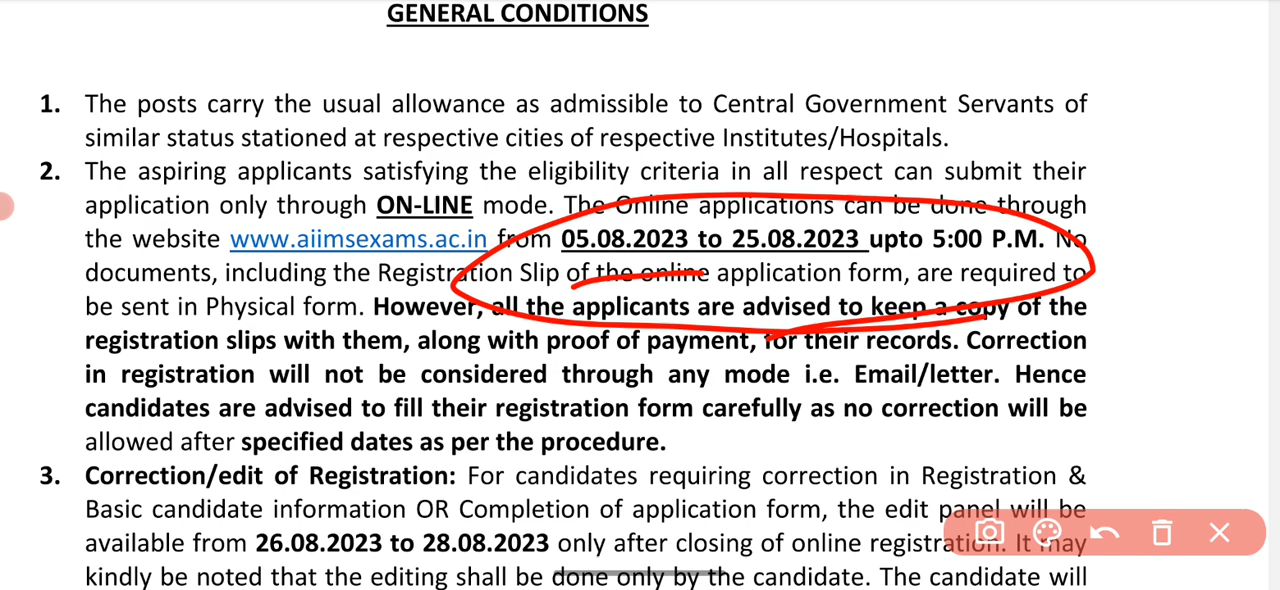 GENERAL CONDITIONS
1. The posts carry the usual allowance as admissible to Central Government Servants of
similar status stationed at respective cities of respective Institutes/Hospitals.
2. The aspiring applicants satisfying the eligibility criteria in all respect can submit their
application only through ON-LINE mode. The Online applications can be done through
the website www.aiimsexams.ac.in from 05.08.2023 to 25.08.2023 upto 5:00 P.M. No
documents, including the Registration Slip of the online application form, are required to
be sent in Physical form. However, all the applicants are advised to keep a copy of the
registration slips with them, along with proof of payment, for their records. Correction
in registration will not be considered through any mode i.e. Email/letter. Hence
candidates are advised to fill their registration form carefully as no correction will be
allowed after specified dates as per the procedure.
3. Correction/edit of Registration: For candidates requiring correction in Registration &
Basic candidate information OR Completion of application form, the edit panel will be
available from 26.08.2023 to 28.08.2023 only after closing of online registration. It may
kindly be noted that the editing shall be done only by the candidate. The candidate will